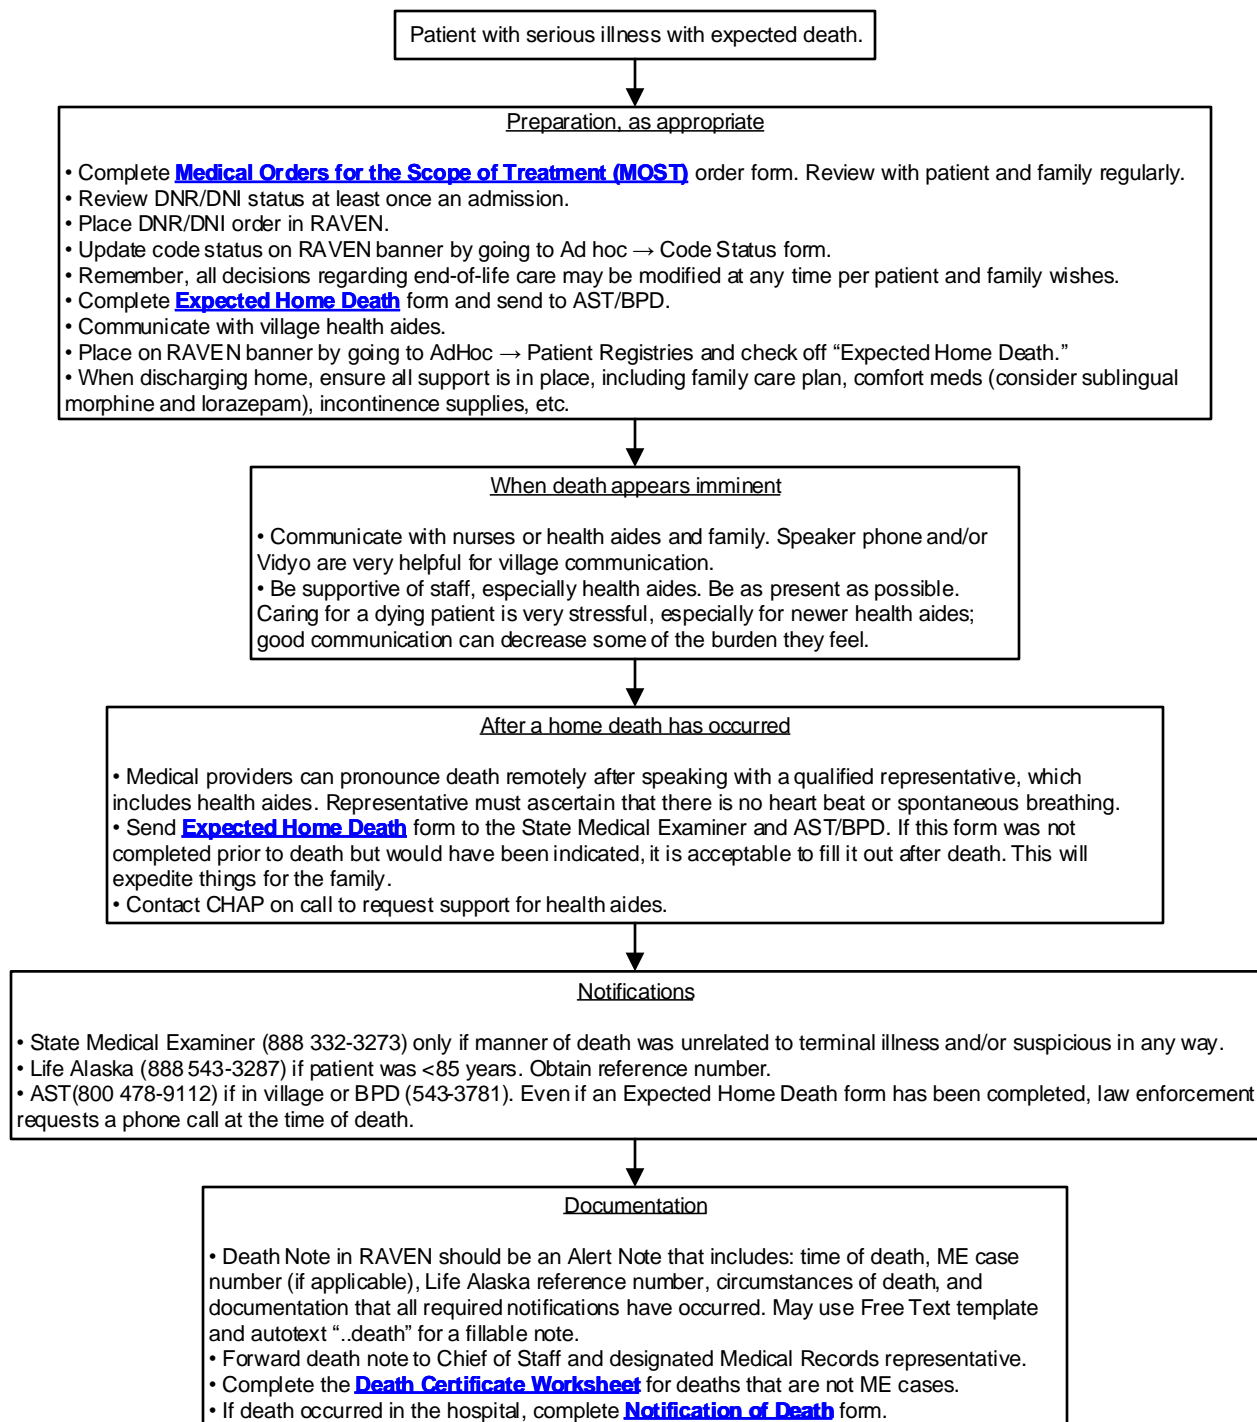 Patient with serious illness with expected death.
Preparation, as appropriate
• Complete Medical Orders for the Scope of Treatment (MOST) order form. Review with patient and family regularly.
• Review DNR/DNI status at least once an admission.
• Place DNR/DNI order in RAVEN.
• Update code status on RAVEN banner by going to Ad hoc → Code Status form.
• Remember, all decisions regarding end-of-life care may be modified at any time per patient and family wishes.
• Complete Expected Home Death form and send to AST/BPD.
• Communicate with village health aides.
• Place on RAVEN banner by going to AdHoc → Patient Registries and check off “Expected Home Death.”
• When discharging home, ensure all support is in place, including family care plan, comfort meds (consider sublingual
morphine and lorazepam), incontinence supplies, etc.
When death appears imminent
• Communicate with nurses or health aides and family. Speaker phone and/or
Vidyo are very helpful for village communication.
• Be supportive of staff, especially health aides. Be as present as possible.
Caring for a dying patient is very stressful, especially for newer health aides;
good communication can decrease some of the burden they feel.
After a home death has occurred
• Medical providers can pronounce death remotely after speaking with a qualified representative, which
includes health aides. Representative must ascertain that there is no heart beat or spontaneous breathing.
• Send Expected Home Death form to the State Medical Examiner and AST/BPD. If this form was not
completed prior to death but would have been indicated, it is acceptable to fill it out after death. This will
expedite things for the family.
• Contact CHAP on call to request support for health aides.
Notifications
• State Medical Examiner (888 332-3273) only if manner of death was unrelated to terminal illness and/or suspicious in any way.
• Life Alaska (888 543-3287) if patient was <85 years. Obtain reference number.
• AST(800 478-9112) if in village or BPD (543-3781). Even if an Expected Home Death form has been completed, law enforcement
requests a phone call at the time of death.
Documentation
• Death Note in RAVEN should be an Alert Note that includes: time of death, ME case
number (if applicable), Life Alaska reference number, circumstances of death, and
documentation that all required notifications have occurred. May use Free Text template
and autotext “..death” for a fillable note.
• Forward death note to Chief of Staff and designated Medical Records representative.
• Complete the Death Certificate Worksheet for deaths that are not ME cases.
• If death occurred in the hospital, complete Notification of Death form.